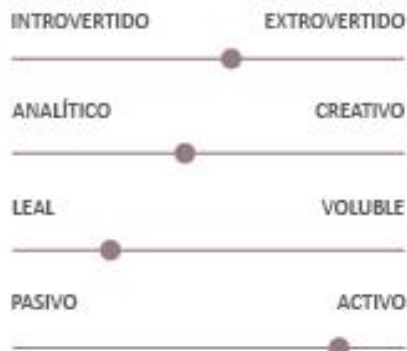 INTROVERTIDO EXTROVERTIDO
ANALÍTICO CREATIVO
LEAL VOLUBLE
PASIVO ACTIVO